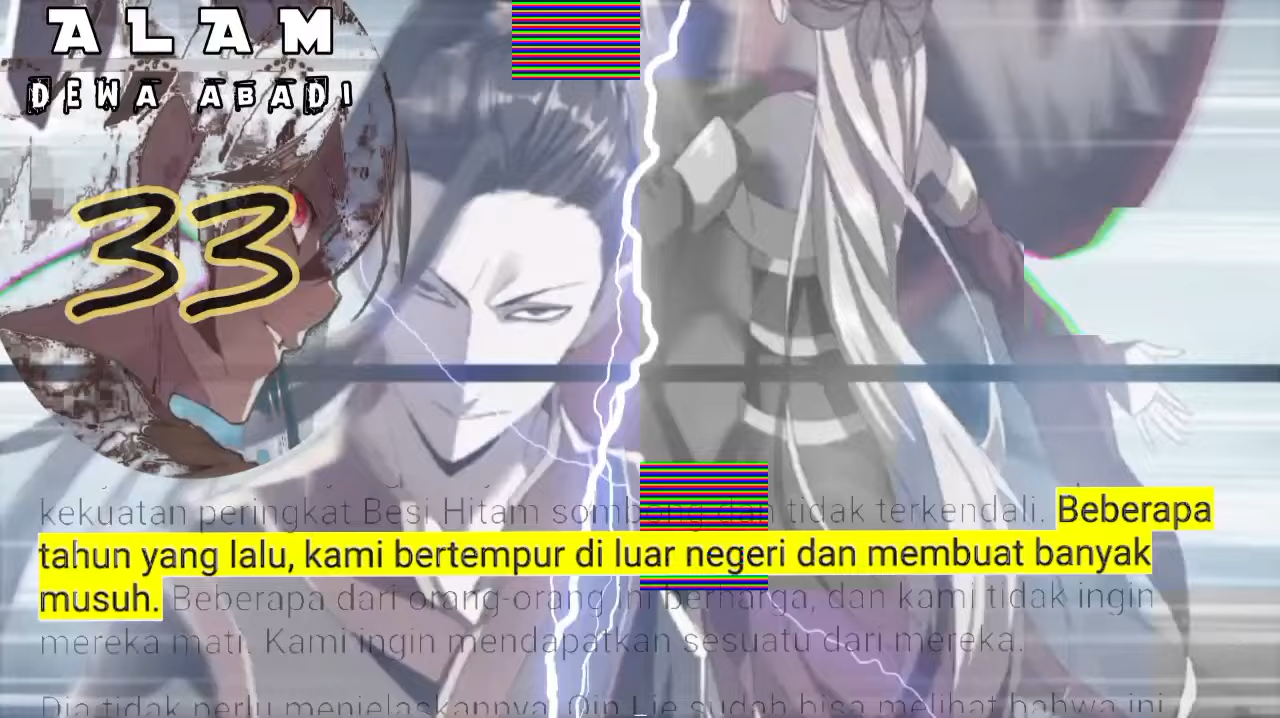 ALAM
DEWA ABADI
33
kekuatan peringkat Besi Hitam sombong dan tidak terkendali. Beberapa
tahun yang lalu, kami bertempur di luar negeri dan membuat banyak
musuh. Beberapa dari orang-orang ini berharga, dan kami tidak ingin
mereka mati. Kami ingin mendapatkan sesuatu dari mereka.
Dia tidak perlu menjelaskannya. Qin Lie sudah bisa melihat bahwa ini